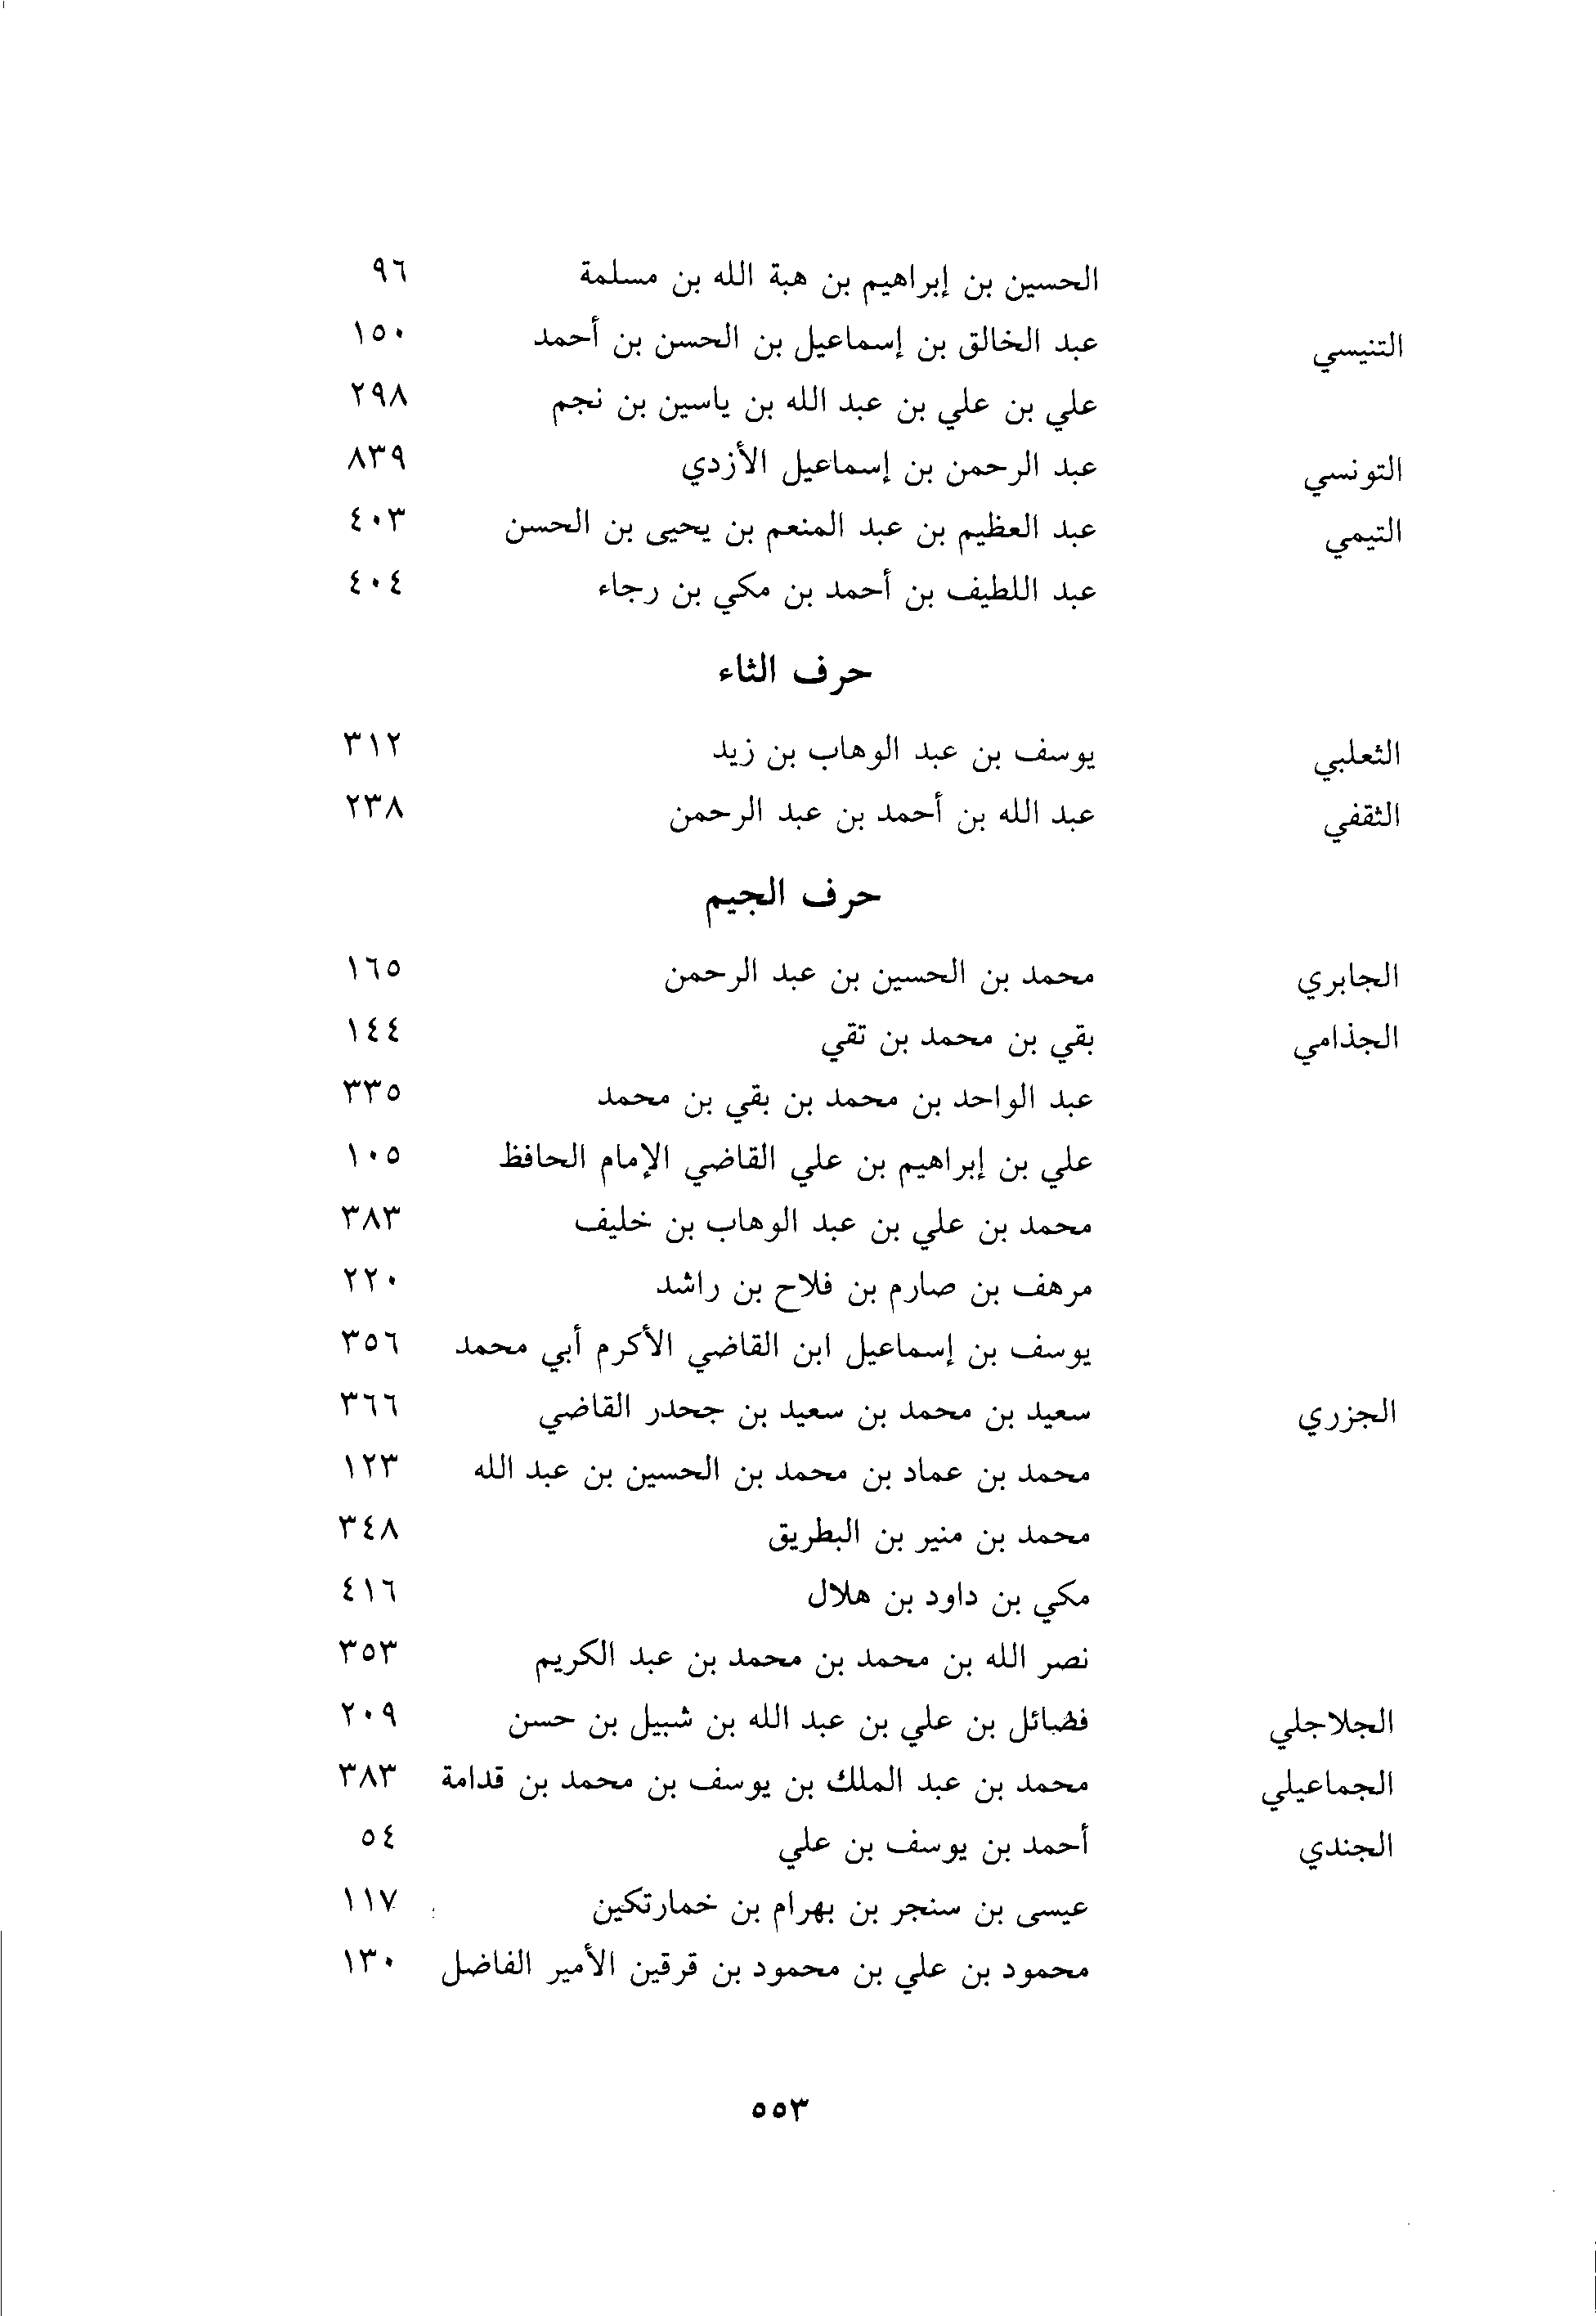 الحسين بن إبراهيم بن هبة الله بن مسلمة ٩٦
التنيسي عبد الخالق بن إسماعيل بن الحسن بن أحمد ١٥٠
علي بن علي بن عبد الله بن ياسين بن نجم ٢٩٨
التونسي عبد الرحمن بن إسماعيل الأزدي ٨٣٩
التيمي عبد العظيم بن عبد المنعم بن يحيى بن الحسن ٤٠٣
عبد اللطيف بن أحمد بن مكي بن رجاء ٤٠٤
حرف الثاء
الثعلبي يوسف بن عبد الوهاب بن زيد ٣١٢
الثقفي عبد الله بن أحمد بن عبد الرحمن ٢٣٨
حرف الجيم
الجابري محمد بن الحسين بن عبد الرحمن ١٦٥
الجذامي بقي بن محمد بن تقي ١٤٤
عبد الواحد بن محمد بن بقي بن محمد ٣٣٥
علي بن إبراهيم بن علي القاضي الإمام الحافظ ١٠٥
محمد بن علي بن عبد الوهاب بن خليف ٣٨٣
مرهف بن صارم بن فلاح بن راشد ٢٢٠
يوسف بن إسماعيل ابن القاضي الأكرم أبي محمد ٣٥٦
الجزري سعيد بن محمد بن سعيد بن جحدر القاضي ٣٦٦
محمد بن عماد بن محمد بن الحسين بن عبد الله ١٢٣
محمد بن منير بن البطريق ٣٤٨
مكي بن داود بن هلال ٤١٦
نصر الله بن محمد بن محمد بن عبد الكريم ٣٥٣
الجلاجلي فضائل بن علي بن عبد الله بن شبيل بن حسن ٢٠٩
الجماعيلي محمد بن عبد الملك بن يوسف بن محمد بن قدامة ٣٨٣
الجندي أحمد بن يوسف بن علي ٥٤
عيسى بن سنجر بن بهرام بن خمارتكين ١١٧
محمود بن علي بن محمود بن قرقين الأمير الفاضل ١٣٠
٥٥٣